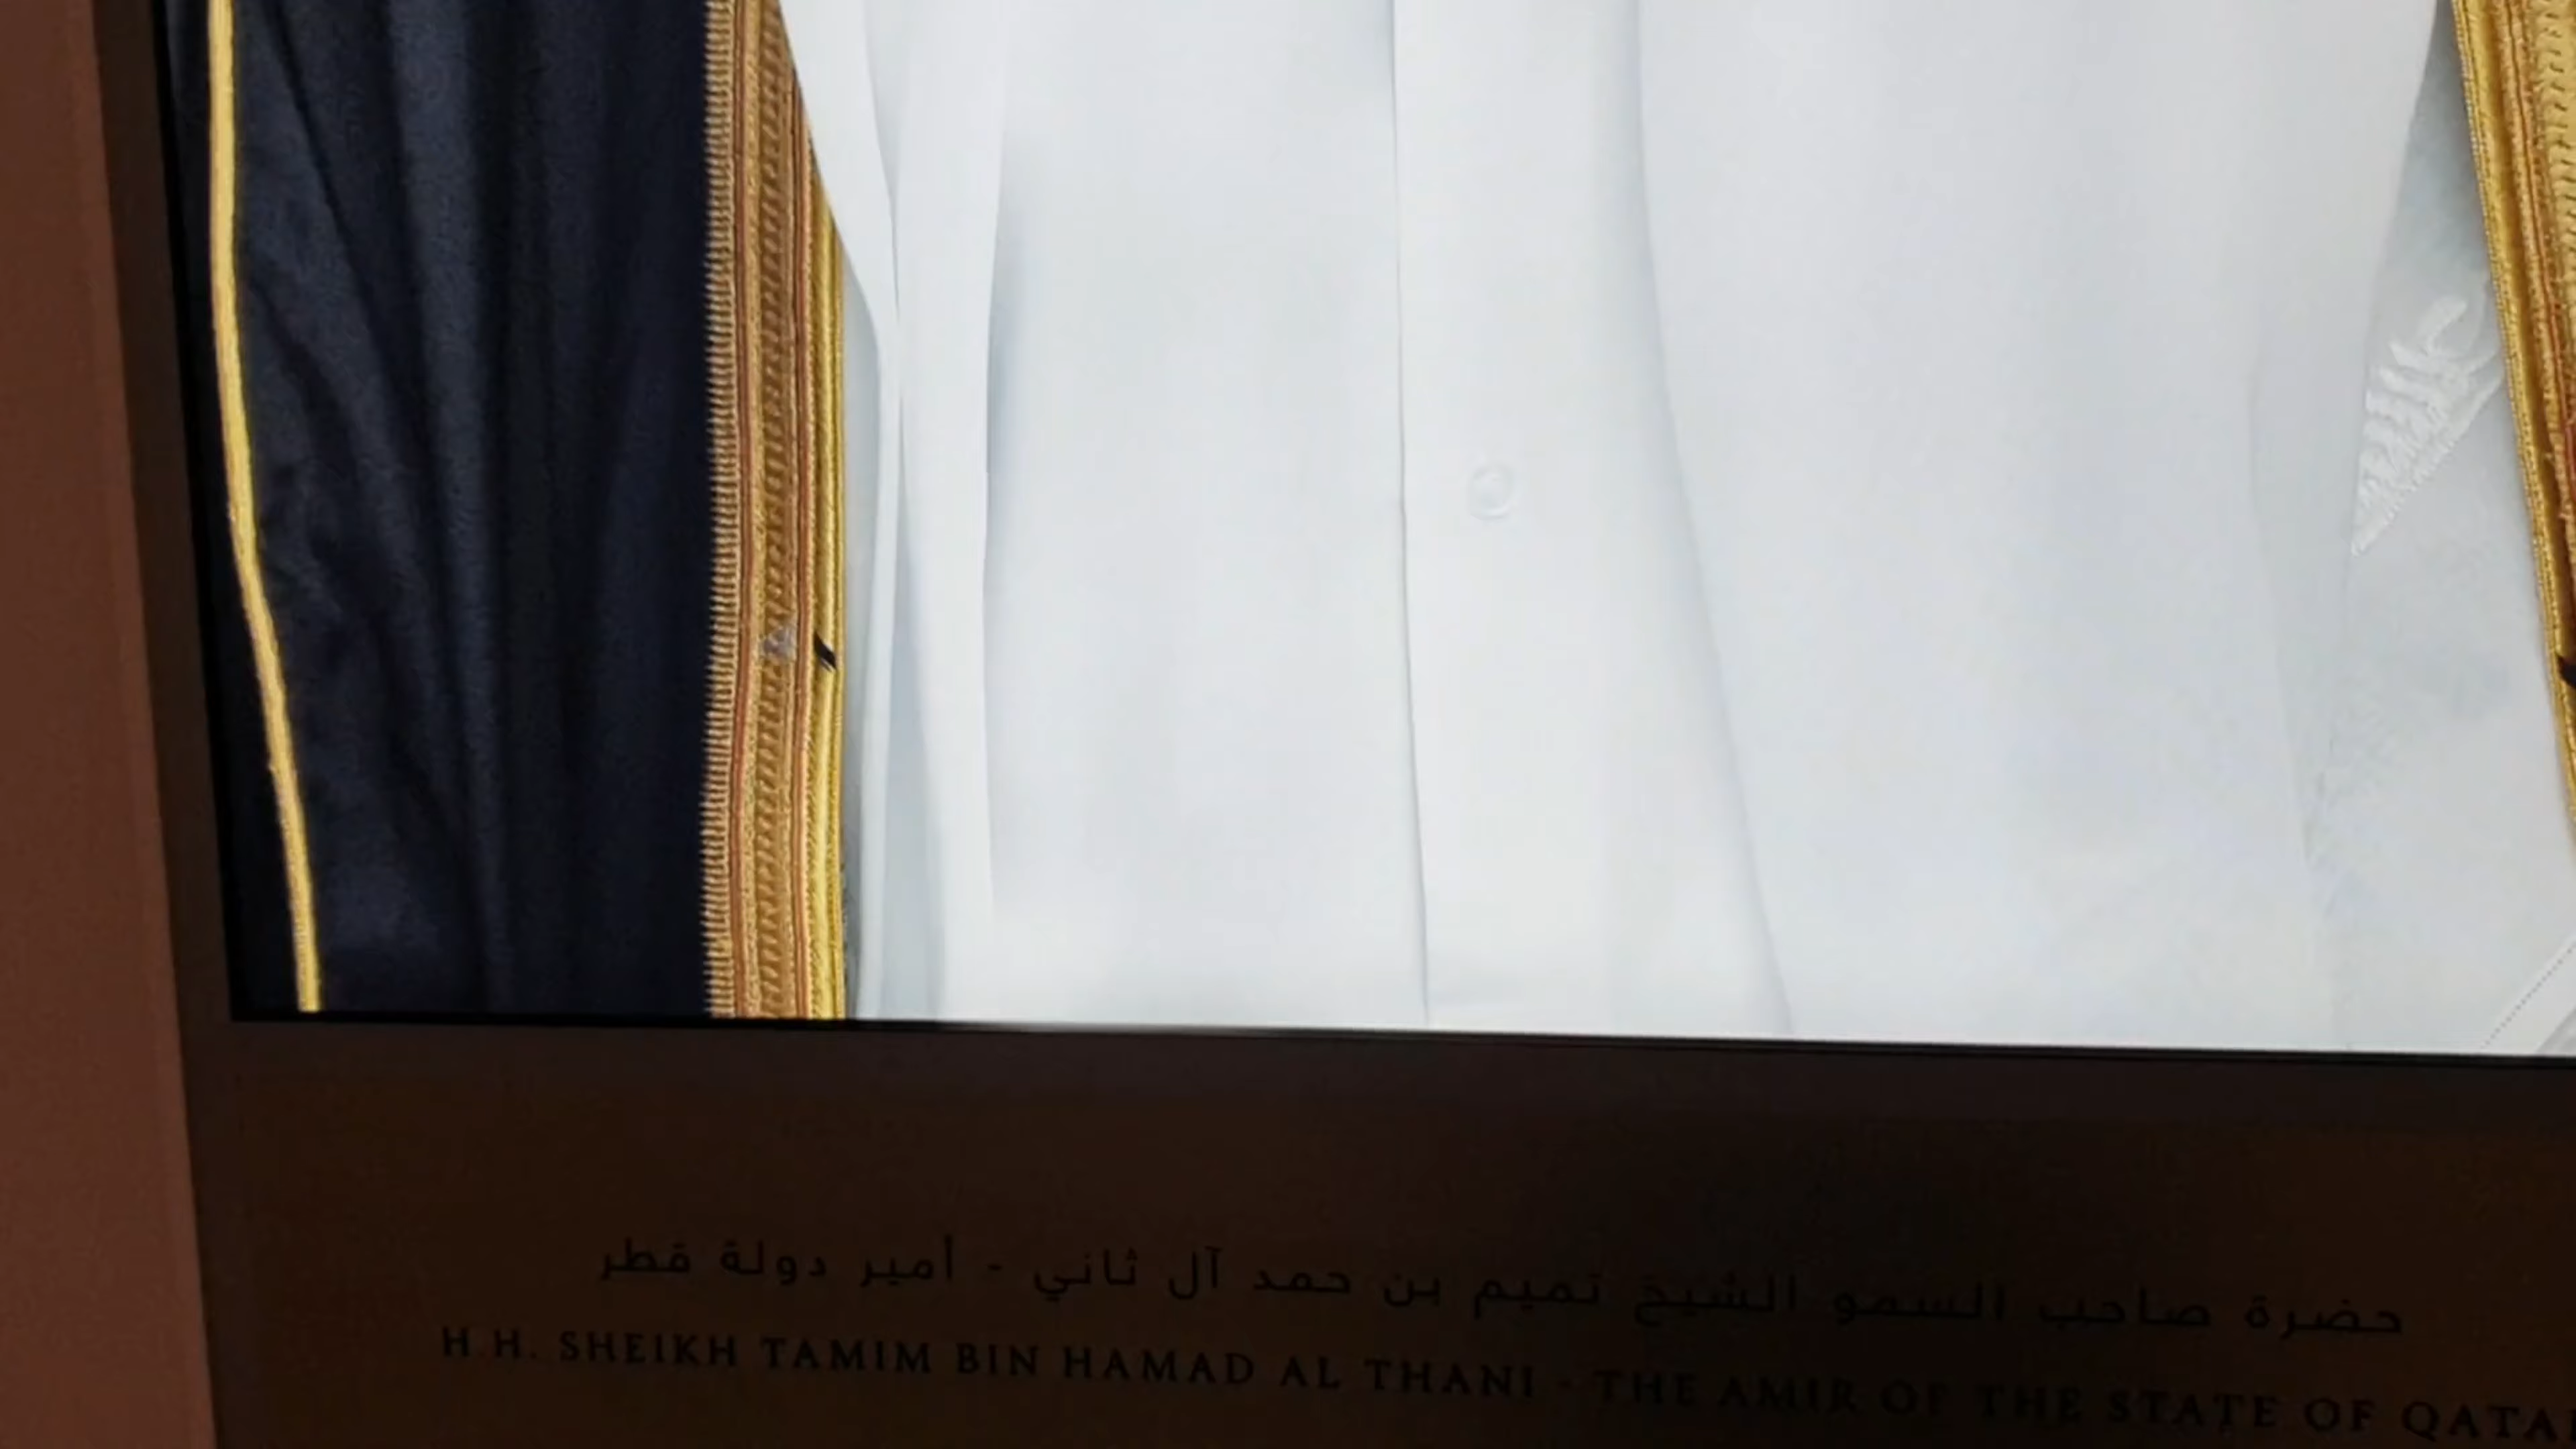 حضرة صاحب السمو الشيخ تميم بن حمد آل ثاني - أمير دولة قطر
H.H. SHEIKH TAMIM BIN HAMAD AL THANI - THE AMIR OF THE STATE OF QATA